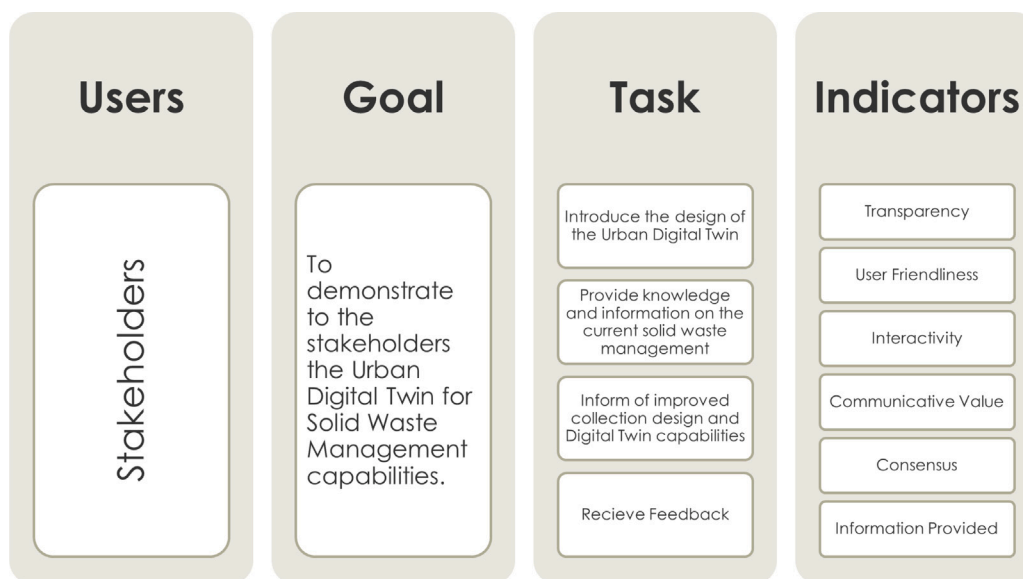 Users
Stakeholders
Goal
To
demonstrate
to the
stakeholders
the Urban
Digital Twin for
Solid Waste
Management
capabilities.
Task
Introduce the design of
the Urban Digital Twin
Provide knowledge
and information on the
current solid waste
management
Inform of improved
collection design and
Digital Twin capabilities
Recieve Feedback
Indicators
Transparency
User Friendliness
Interactivity
Communicative Value
Consensus
Information Provided